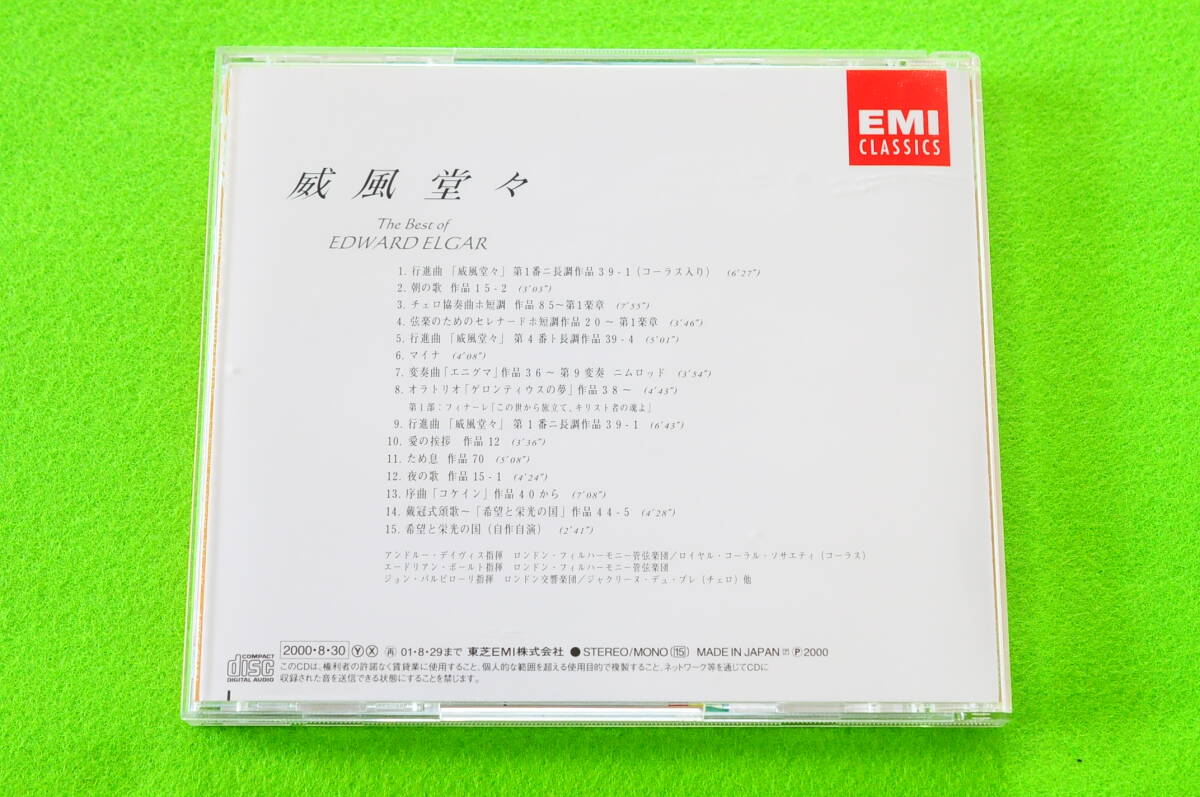 EMI
CLASSICS
威風堂々
The Best of
EDWARD ELGAR
1. 行進曲「威風堂々」第1番ニ長調作品39-1（コーラス入り） (6'27")
2. 朝の歌 作品15-2 (3'03")
3. チェロ協奏曲ホ短調 作品85〜第1楽章 (7'55")
4. 弦楽のためのセレナードホ短調作品20〜第1楽章 (3'46")
5. 行進曲「威風堂々」第4番ト長調作品39-4 (5'01")
6. マイナ (4'08")
7. 変奏曲「エニグマ」作品36〜第9変奏 ニムロッド (3'54")
8. オラトリオ「ゲロンティウスの夢」作品38〜 (4'43")
第1部：フィナーレ「この世から旅立て、キリスト者の魂よ」
9. 行進曲「威風堂々」第1番ニ長調作品39-1 (6'43")
10. 愛の挨拶 作品12 (3'36")
11. ため息 作品70 (5'08")
12. 夜の歌 作品15-1 (4'24")
13. 序曲「コケイン」作品40から (7'08")
14. 戴冠式頌歌〜「希望と栄光の国」作品44-5 (4'28")
15. 希望と栄光の国（自作自演） (2'41")
アンドルー・デイヴィス指揮 ロンドン・フィルハーモニー管弦楽団／ロイヤル・コーラル・ソサエティ（コーラス）
エードリアン・ボールト指揮 ロンドン・フィルハーモニー管弦楽団
ジョン・バルビローリ指揮 ロンドン交響楽団／ジャクリーヌ・デュ・プレ（チェロ）他
COMPACT disc DIGITAL AUDIO
2000・8・30 Ⓨ Ⓧ ㊢ 01・8・29まで 東芝EMI株式会社 ●STEREO/MONO (15) MADE IN JAPAN Ⓟ2000
このCDは、権利者の許諾なく賃貸業に使用すること、個人的な範囲を超える使用目的で複製すること、ネットワーク等を通じてCDに
収録された音を送信できる状態にすることを禁じます。